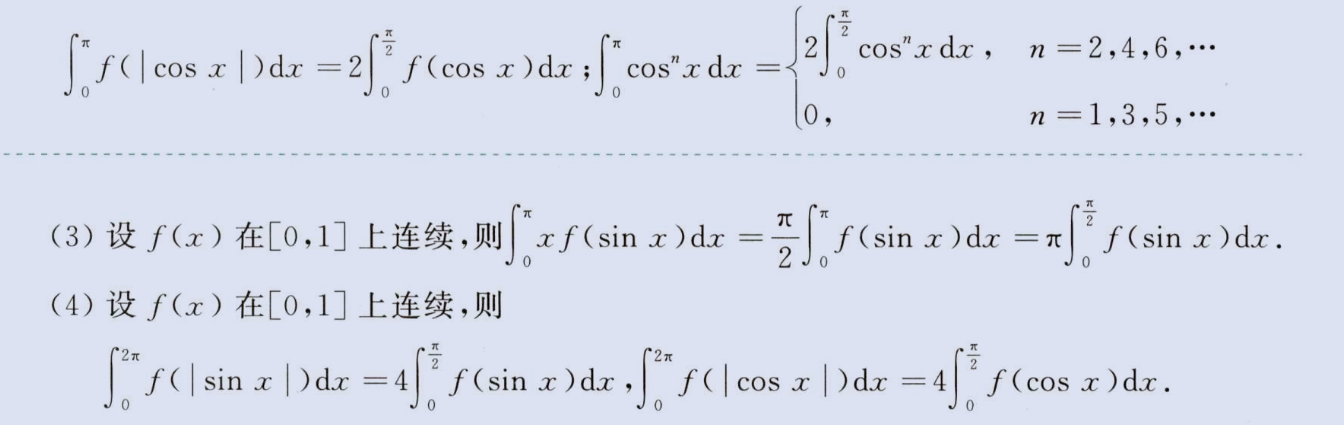 ∫₀^π f(|cos x|)dx = 2∫₀^{π/2} f(cos x)dx; ∫₀^π cosⁿx dx = { 2∫₀^{π/2} cosⁿx dx, n = 2,4,6,⋯
0, n = 1,3,5,⋯
(3) 设 f(x) 在[0,1]上连续,则∫₀^π xf(sin x)dx = π/2 ∫₀^π f(sin x)dx = π∫₀^{π/2} f(sin x)dx.
(4) 设 f(x) 在[0,1]上连续,则
∫₀^{2π} f(|sin x|)dx = 4∫₀^{π/2} f(sin x)dx, ∫₀^{2π} f(|cos x|)dx = 4∫₀^{π/2} f(cos x)dx.